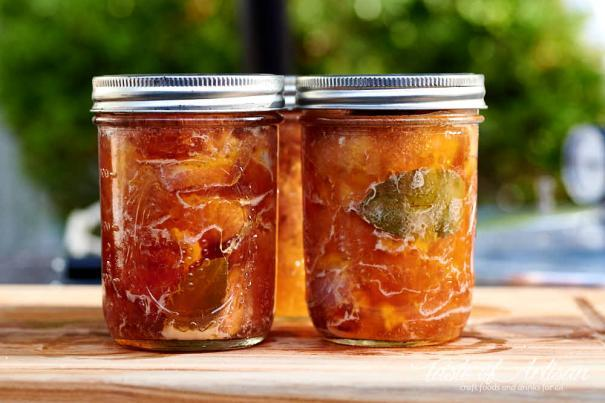 Taste of Artisan
craft foods and drinks for all